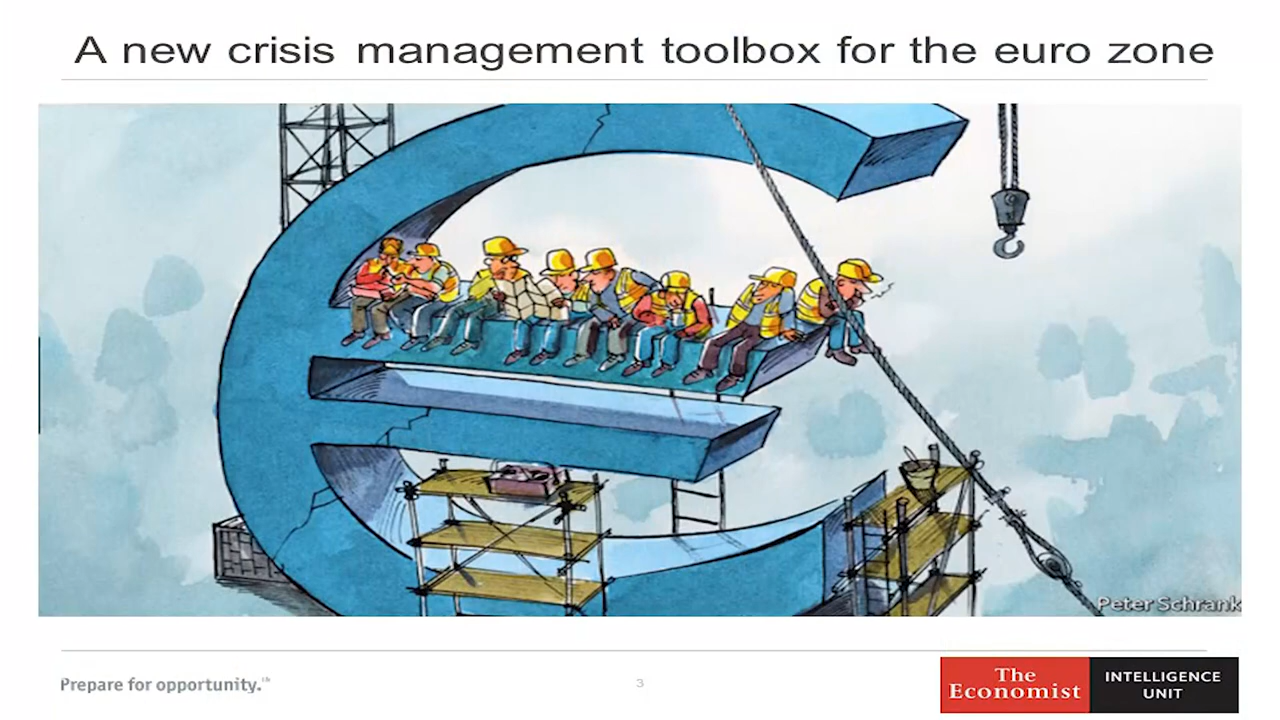 A new crisis management toolbox for the euro zone
Peter Schrank
Prepare for opportunity.
3
The
Economist
INTELLIGENCE
UNIT